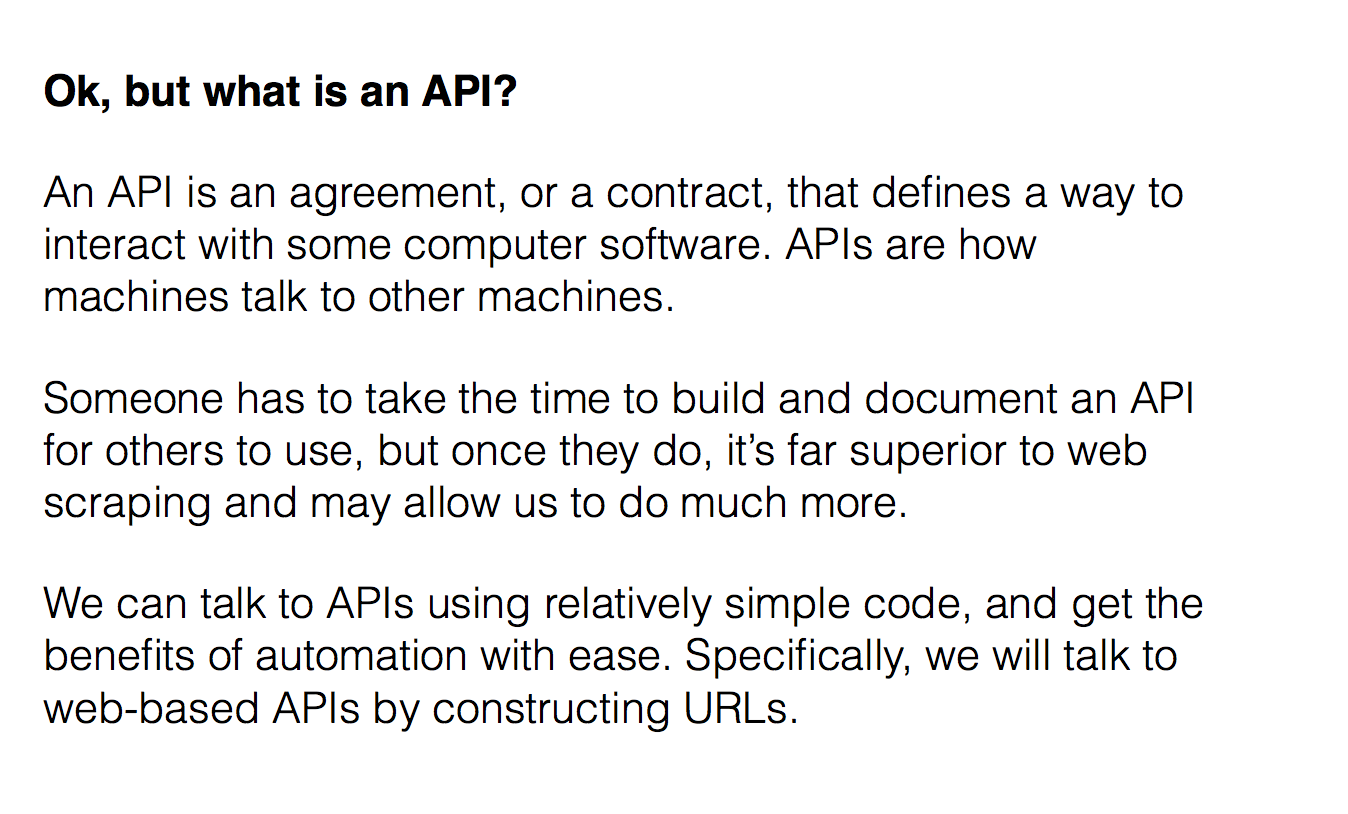 Ok, but what is an API?
An API is an agreement, or a contract, that defines a way to
interact with some computer software. APIs are how
machines talk to other machines.
Someone has to take the time to build and document an API
for others to use, but once they do, it’s far superior to web
scraping and may allow us to do much more.
We can talk to APIs using relatively simple code, and get the
benefits of automation with ease. Specifically, we will talk to
web-based APIs by constructing URLs.